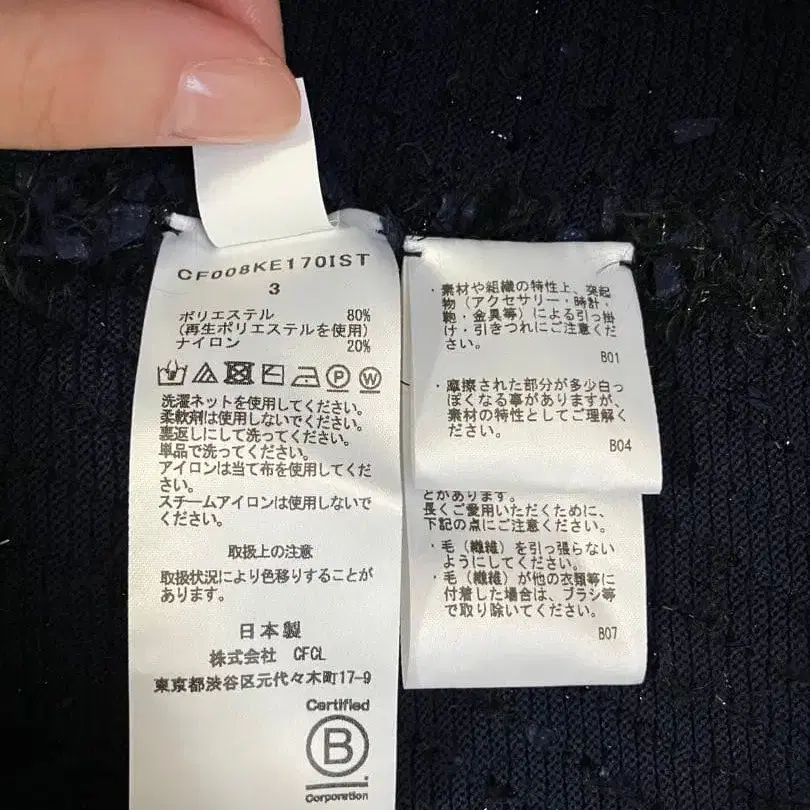 CF008KE170IST
3
ポリエステル 80%
(再生ポリエステルを使用)
ナイロン 20%
P W
洗濯ネットを使用してください。
柔軟剤は使用しないでください。
裏返しにして洗ってください。
単品で洗ってください。
アイロンは当て布を使用してくだ
さい。
スチームアイロンは使用しないで
ください。
取扱上の注意
取扱状況により色移りすることが
あります。
日本製
株式会社 CFCL
東京都渋谷区元代々木町17-9
Certified
B
Corporation
・素材や組織の特性上、突起
物(アクセサリー・時計・
鞄・金具等)による引っ掛
け・引きつれにご注意くだ
さい。
B01
・摩擦された部分が多少白っ
ぽくなる事がありますが、
素材の特性としてご理解く
ださい。
B04
とがあります。
長くご愛用いただくために、
下記の点にご注意ください。
・毛(繊維)を引っ張らない
ようにしてください。
・毛(繊維)が他の衣類等に
付着した場合は、ブラシ等
で取り除いてください。
B07